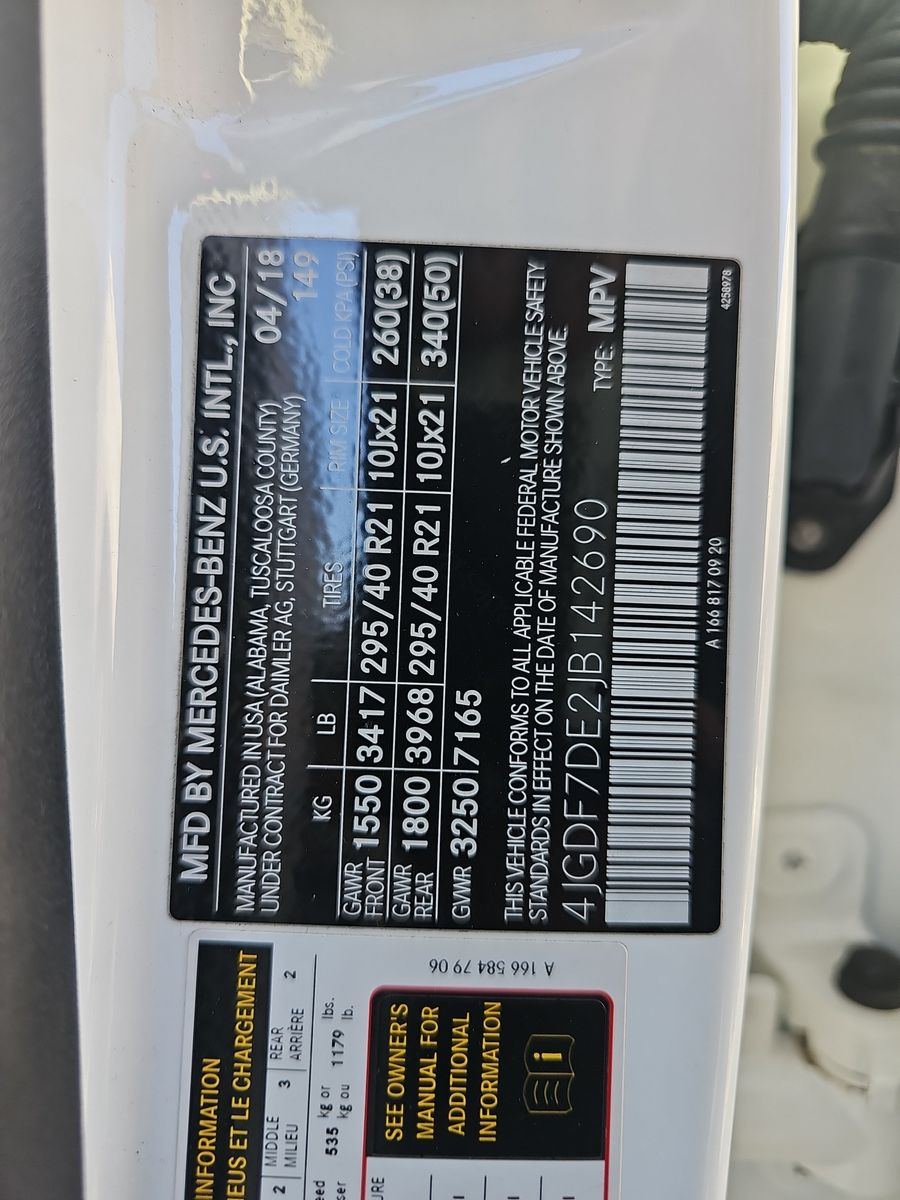 MFD BY MERCEDES-BENZ U.S. INTL., INC
MANUFACTURED IN USA (ALABAMA, TUSCALOOSA COUNTY) 04/18
UNDER CONTRACT FOR DAIMLER AG, STUTTGART (GERMANY) 149
KG LB TIRES RIM SIZE COLD KPA(PSI)
GAWR FRONT 1550 3417 295/40 R21 10Jx21 260(38)
GAWR REAR 1800 3968 295/40 R21 10Jx21 340(50)
GVWR 3250 7165
THIS VEHICLE CONFORMS TO ALL APPLICABLE FEDERAL MOTOR VEHICLE SAFETY
STANDARDS IN EFFECT ON THE DATE OF MANUFACTURE SHOWN ABOVE.
4JGDF7DE2JB142690 TYPE: MPV
A 166 817 09 20
4258978
INFORMATION
ET LE CHARGEMENT
2 MIDDLE 3 REAR 2
MILIEU ARRIÈRE
535 kg or 1179 lbs.
kg ou lb.
A 166 584 79 06
SEE OWNER'S
MANUAL FOR
ADDITIONAL
INFORMATION